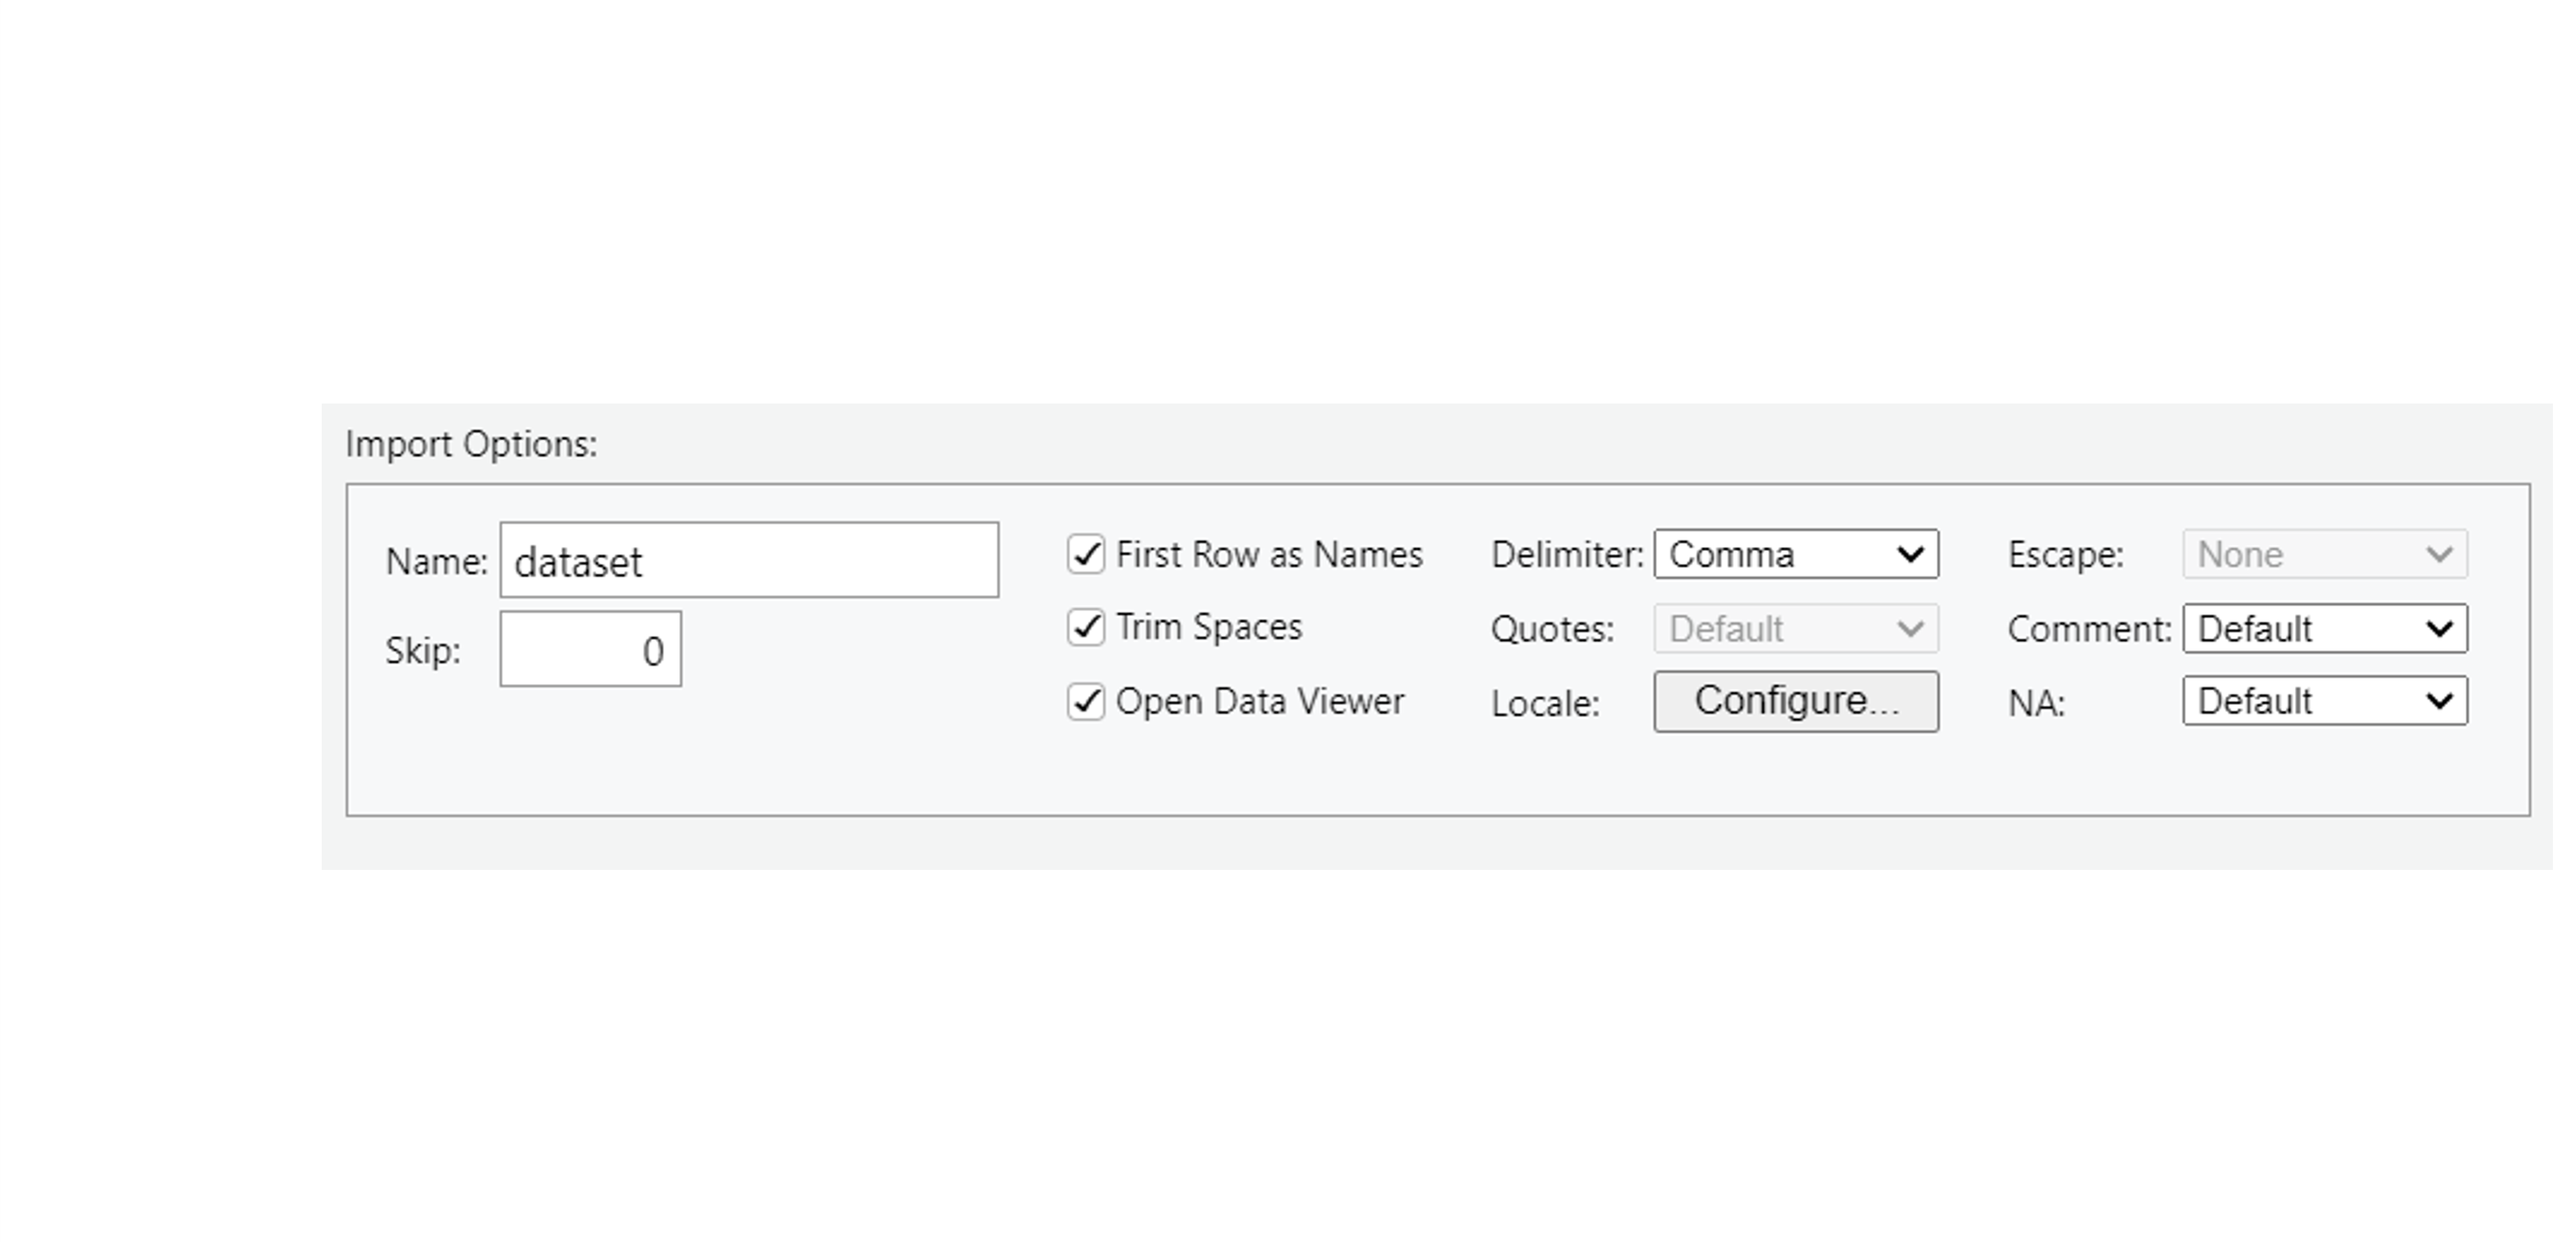 Import Options:
Name: dataset
Skip: 0
First Row as Names
Trim Spaces
Open Data Viewer
Delimiter: Comma
Quotes: Default
Locale: Configure...
Escape: None
Comment: Default
NA: Default